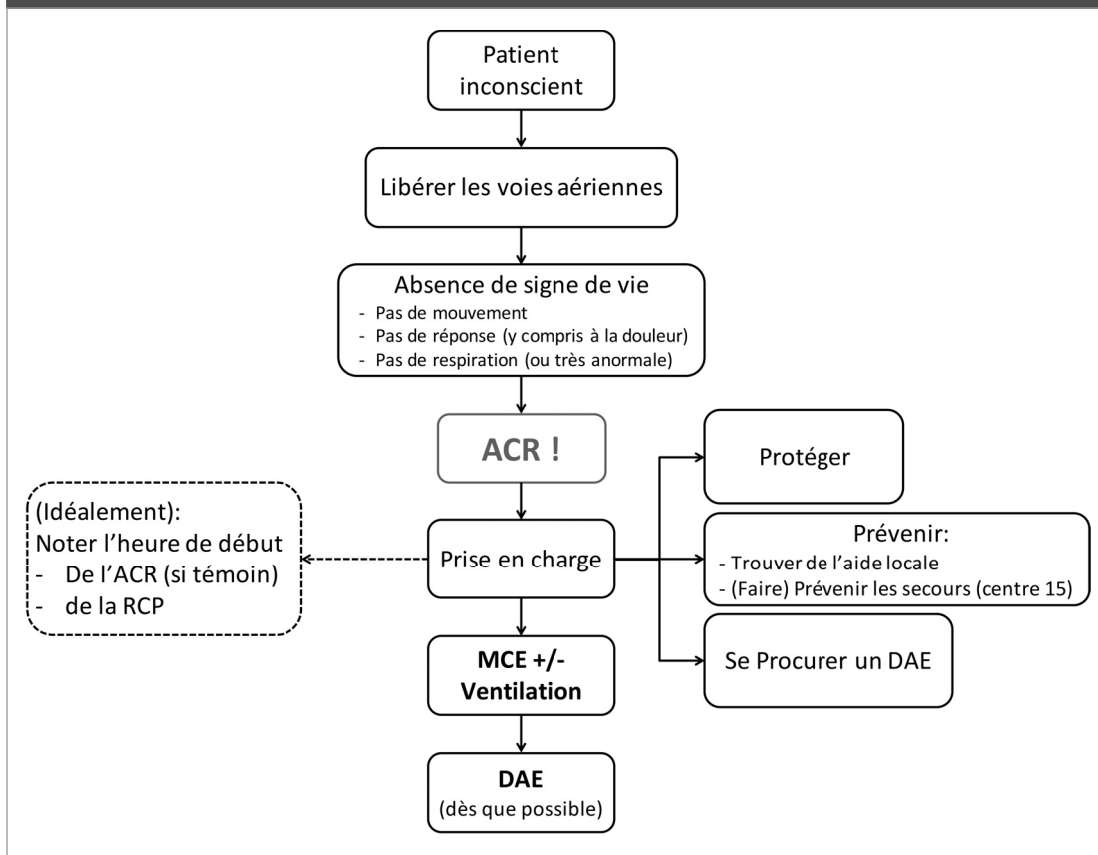 Patient
inconscient
Libérer les voies aériennes
Absence de signe de vie
- Pas de mouvement
- Pas de réponse (y compris à la douleur)
- Pas de respiration (ou très anormale)
ACR !
Protéger
(Idéalement):
Noter l’heure de début
- De l’ACR (si témoin)
- de la RCP
Prise en charge
Prévenir:
- Trouver de l’aide locale
- (Faire) Prévenir les secours (centre 15)
Se Procurer un DAE
MCE +/-
Ventilation
DAE
(dès que possible)